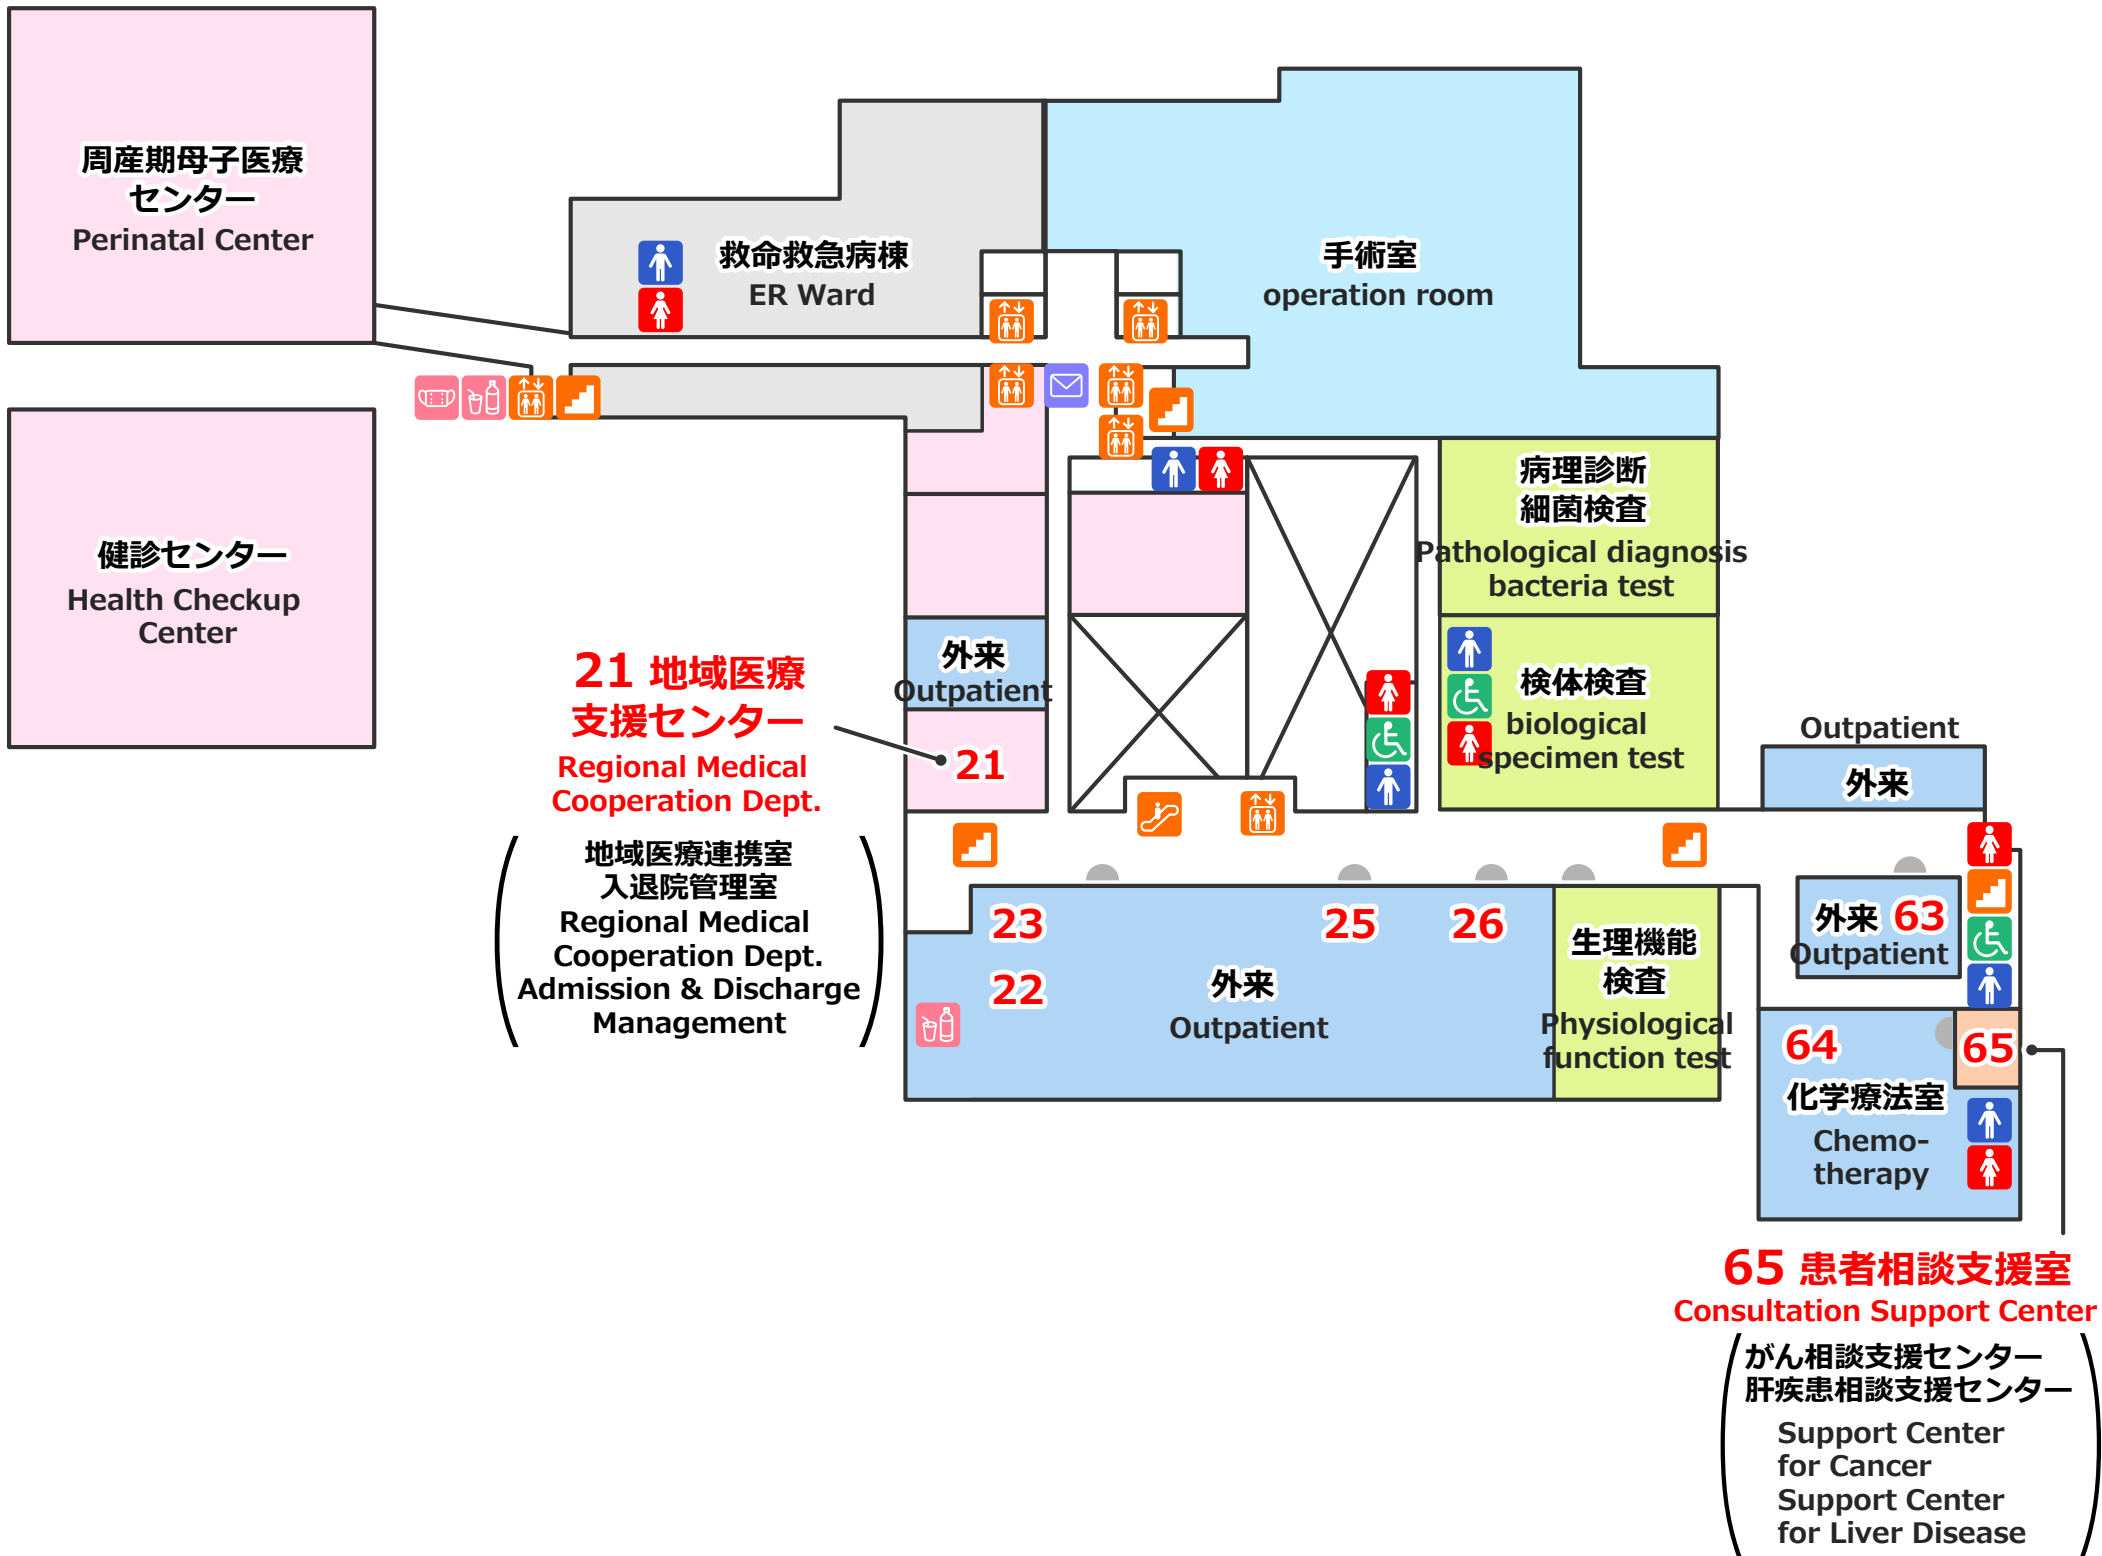 周産期母子医療
センター
Perinatal Center
救命救急病棟
ER Ward
手術室
operation room
健診センター
Health Checkup
Center
病理診断
細菌検査
Pathological diagnosis
bacteria test
外来
Outpatient
検体検査
biological
specimen test
21 地域医療
支援センター
Regional Medical
Cooperation Dept.
21
地域医療連携室
入退院管理室
Regional Medical
Cooperation Dept.
Admission & Discharge
Management
Outpatient
外来
23
25
26
22
外来
Outpatient
生理機能
検査
Physiological
function test
外来 63
Outpatient
64
65
化学療法室
Chemo-
therapy
65 患者相談支援室
Consultation Support Center
がん相談支援センター
肝疾患相談支援センター
Support Center
for Cancer
Support Center
for Liver Disease